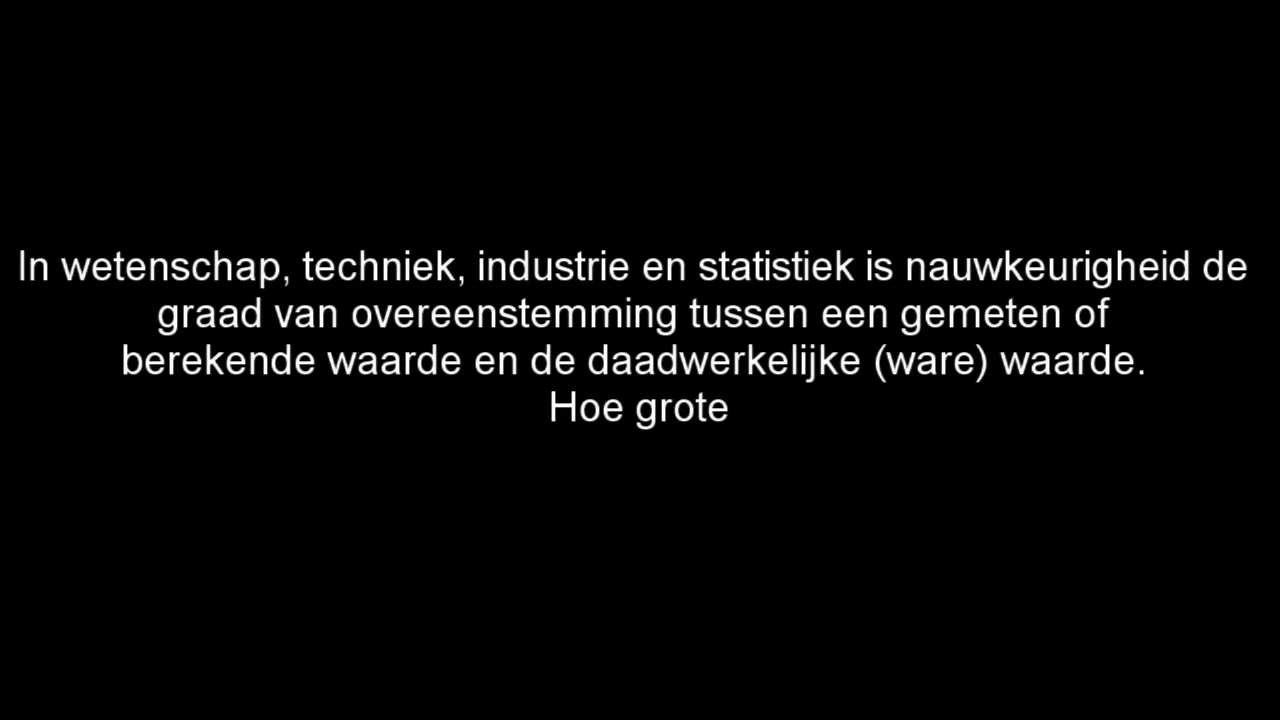 In wetenschap, techniek, industrie en statistiek is nauwkeurigheid de
graad van overeenstemming tussen een gemeten of
berekende waarde en de daadwerkelijke (ware) waarde.
Hoe grote